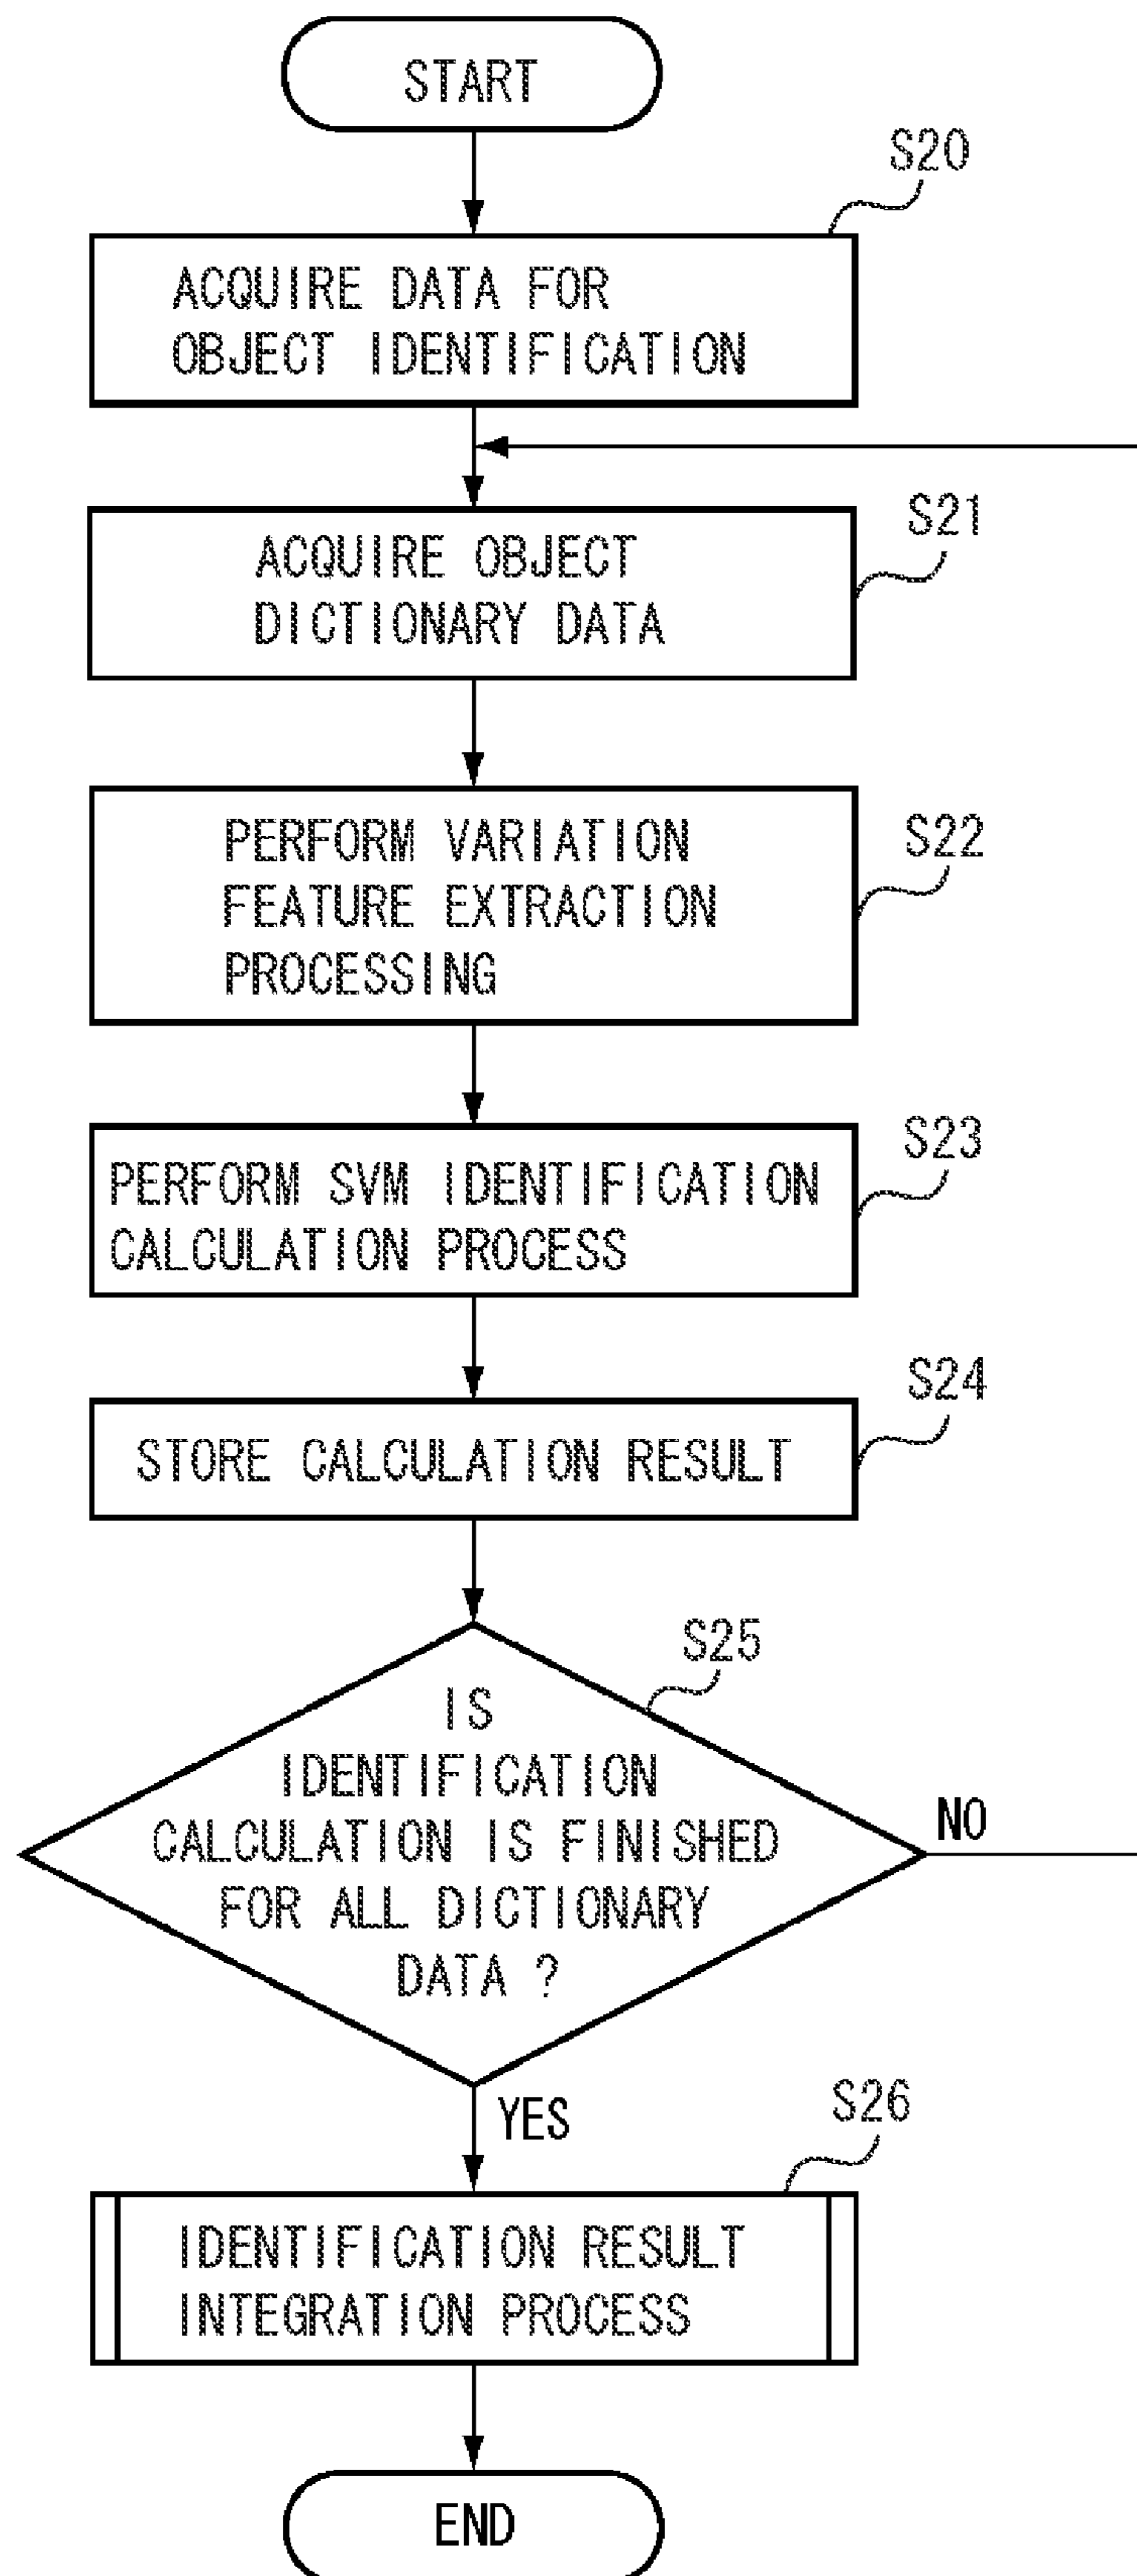 START
S20
ACQUIRE DATA FOR
OBJECT IDENTIFICATION
S21
ACQUIRE OBJECT
DICTIONARY DATA
S22
PERFORM VARIATION
FEATURE EXTRACTION
PROCESSING
S23
PERFORM SVM IDENTIFICATION
CALCULATION PROCESS
S24
STORE CALCULATION RESULT
S25
IS
IDENTIFICATION
CALCULATION IS FINISHED
FOR ALL DICTIONARY
DATA ?
NO
YES
S26
IDENTIFICATION RESULT
INTEGRATION PROCESS
END